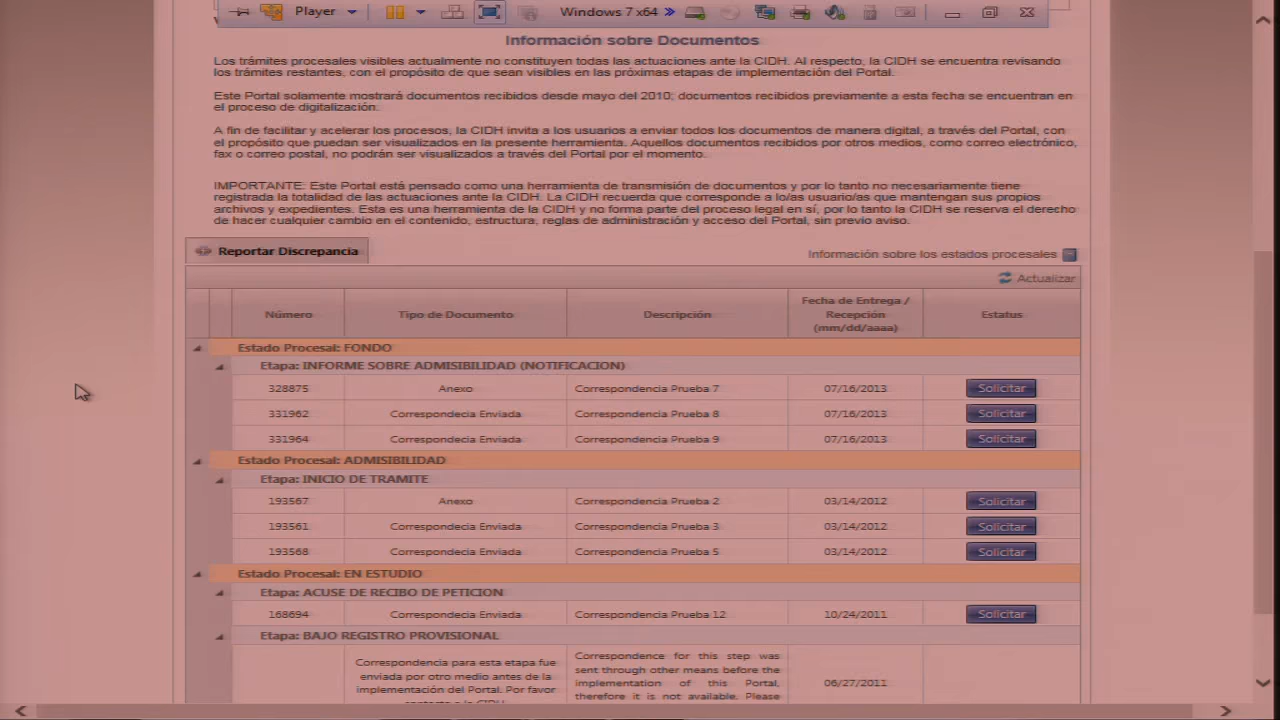 Player
Windows 7 x64
Información sobre Documentos
Los trámites procesales visibles actualmente no constituyen todas las actuaciones ante la CIDH. Al respecto, la CIDH se encuentra revisando
los trámites restantes, con el propósito de que sean visibles en las próximas etapas de implementación del Portal.
Este Portal solamente mostrará documentos recibidos desde mayo del 2010; documentos recibidos previamente a esta fecha se encuentran en
el proceso de digitalización.
A fin de facilitar y acelerar los procesos, la CIDH invita a los usuarios a enviar todos los documentos de manera digital, a través del Portal, con
el propósito que puedan ser visualizados en la presente herramienta. Aquellos documentos recibidos por otros medios, como correo electrónico,
fax o correo postal, no podrán ser visualizados a través del Portal por el momento.
IMPORTANTE: Este Portal está pensado como una herramienta de transmisión de documentos y por lo tanto no necesariamente tiene
registrada la totalidad de las actuaciones ante la CIDH. La CIDH recuerda que corresponde a lo/as usuario/as que mantengan sus propios
archivos y expedientes. Esta es una herramienta de la CIDH y no forma parte del proceso legal en sí, por lo tanto la CIDH se reserva el derecho
de hacer cualquier cambio en el contenido, estructura, reglas de administración y acceso del Portal, sin previo aviso.
Reportar Discrepancia
Información sobre los estados procesales
Actualizar
Número Tipo de Documento Descripción Fecha de Entrega / Recepción (mm/dd/aaaa) Estatus
Estado Procesal: FONDO
Etapa: INFORME SOBRE ADMISIBILIDAD (NOTIFICACION)
328875 Anexo Correspondencia Prueba 7 07/16/2013 Solicitar
331962 Correspondecia Enviada Correspondencia Prueba 8 07/16/2013 Solicitar
331964 Correspondecia Enviada Correspondencia Prueba 9 07/16/2013 Solicitar
Estado Procesal: ADMISIBILIDAD
Etapa: INICIO DE TRAMITE
193567 Anexo Correspondencia Prueba 2 03/14/2012 Solicitar
193561 Correspondecia Enviada Correspondencia Prueba 3 03/14/2012 Solicitar
193568 Correspondecia Enviada Correspondencia Prueba 5 03/14/2012 Solicitar
Estado Procesal: EN ESTUDIO
Etapa: ACUSE DE RECIBO DE PETICION
168694 Correspondecia Enviada Correspondencia Prueba 12 10/24/2011 Solicitar
Etapa: BAJO REGISTRO PROVISIONAL
Correspondencia para esta etapa fue
enviada por otro medio antes de la
implementación del Portal. Por favor
Correspondence for this step was
sent through other means before the
implementation of this Portal,
therefore it is not available. Please
06/27/2011